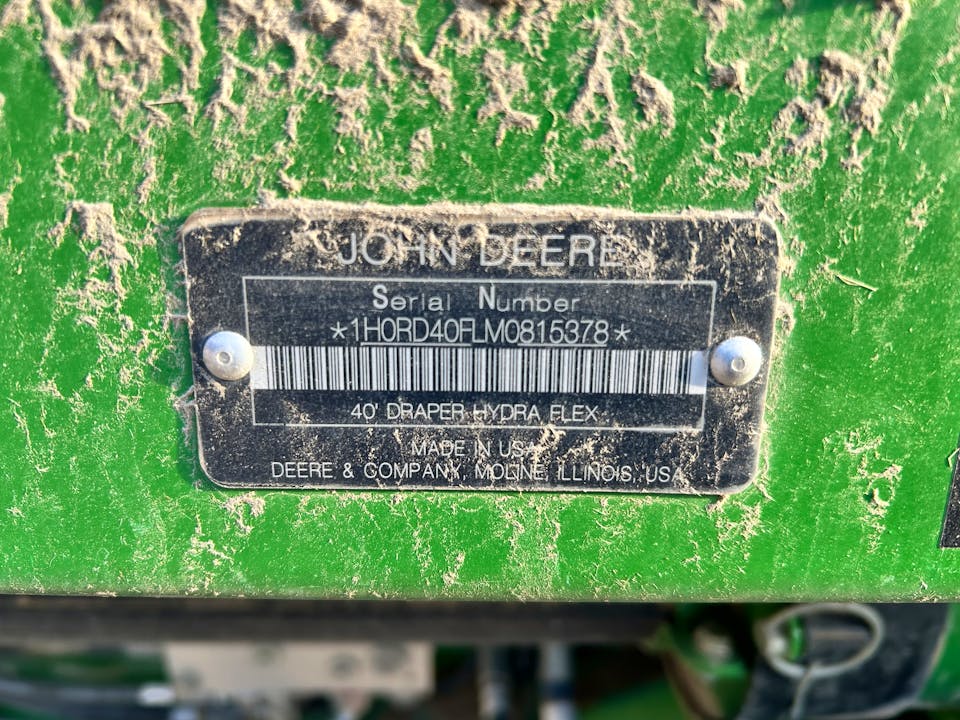 JOHN DEERE
Serial Number
*1H0RD40FLM0815378*
40' DRAPER HYDRA FLEX
MADE IN USA
DEERE & COMPANY, MOLINE, ILLINOIS, USA